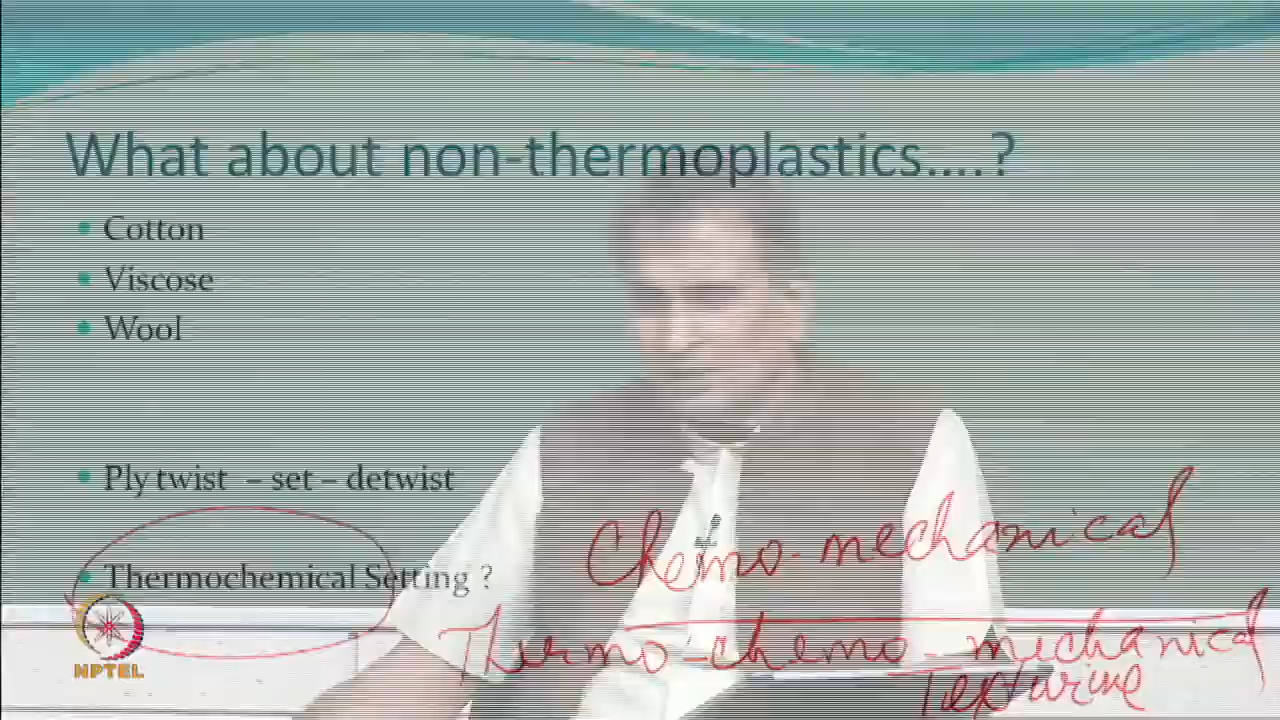 What about non-thermoplastics....?
Cotton
Viscose
Wool
Ply twist – set – detwist
Chemo-mechanical
Thermochemical Setting ?
Thermo-chemo-mechanical
Texturing
NPTEL